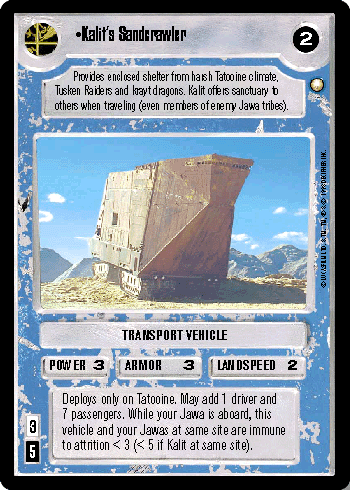 •Kalit's Sandcrawler
2
Provides enclosed shelter from harsh Tatooine climate,
Tusken Raiders and krayt dragons. Kalit offers sanctuary to
others when traveling (even members of enemy Jawa tribes).
TRANSPORT VEHICLE
POWER 3 ARMOR 3 LANDSPEED 2
Deploys only on Tatooine. May add 1 driver and
7 passengers. While your Jawa is aboard, this
vehicle and your Jawas at same site are immune
to attrition < 3 (< 5 if Kalit at same site).
3
5